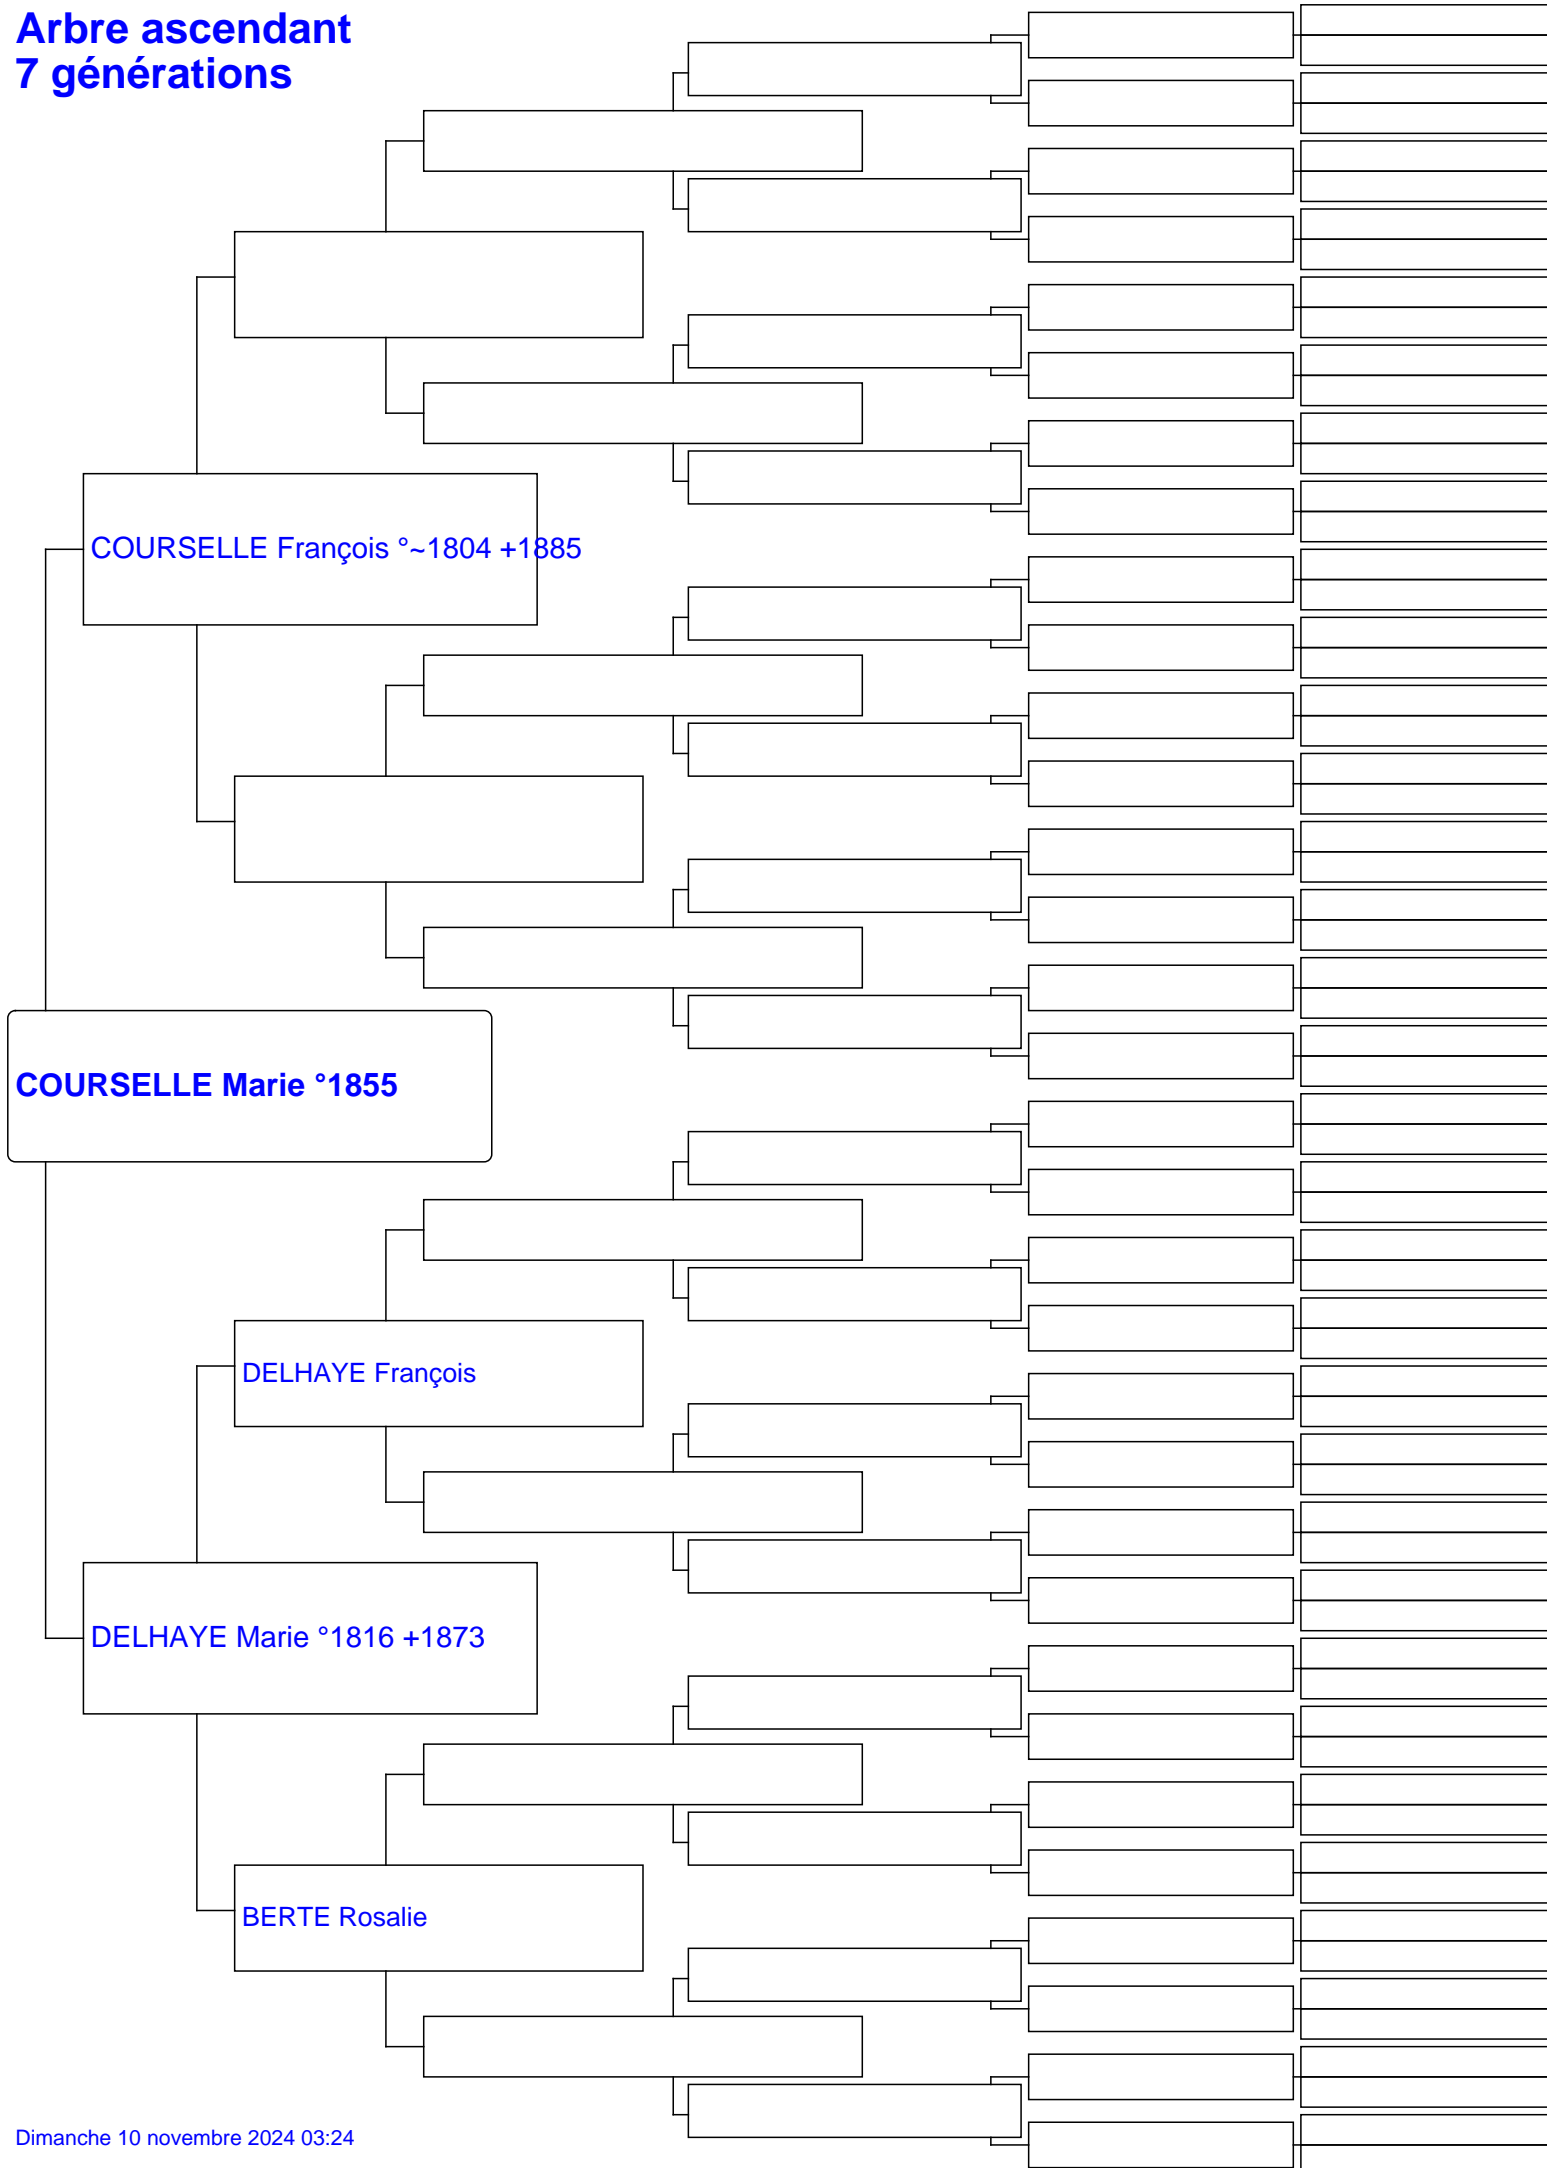 Arbre ascendant
7 générations
COURSELLE François °~1804 +1885
COURSELLE Marie °1855
DELHAYE François
DELHAYE Marie °1816 +1873
BERTE Rosalie
Dimanche 10 novembre 2024 03:24